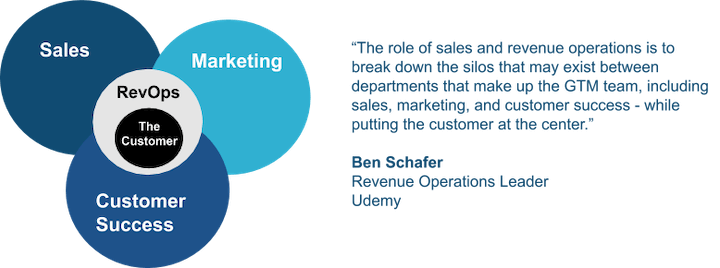 Sales
Marketing
RevOps
The
Customer
Customer
Success
“The role of sales and revenue operations is to
break down the silos that may exist between
departments that make up the GTM team, including
sales, marketing, and customer success - while
putting the customer at the center.”
Ben Schafer
Revenue Operations Leader
Udemy